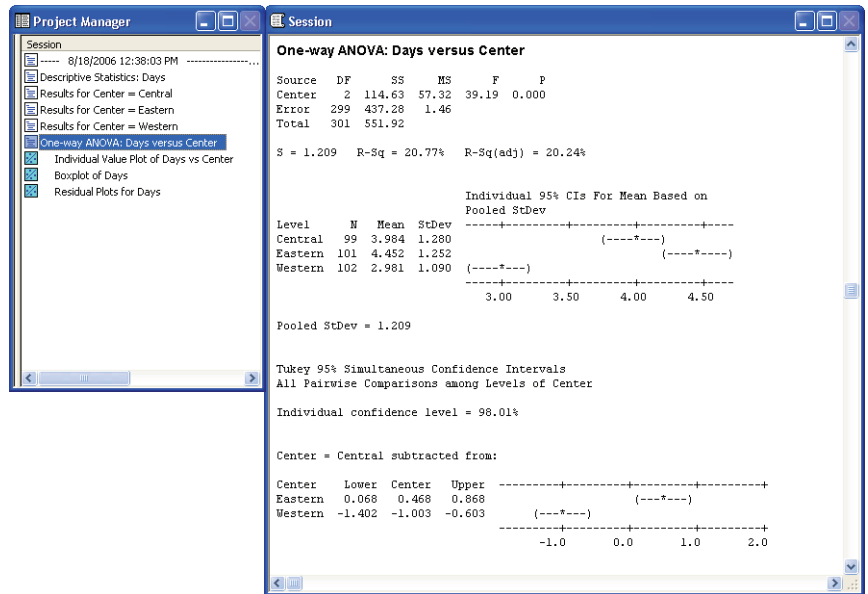 Project Manager
Session
----- 8/18/2006 12:38:03 PM ----------------...
Descriptive Statistics: Days
Results for Center = Central
Results for Center = Eastern
Results for Center = Western
One-way ANOVA: Days versus Center
Individual Value Plot of Days vs Center
Boxplot of Days
Residual Plots for Days
Session
One-way ANOVA: Days versus Center
Source   DF      SS     MS      F      P
Center    2  114.63  57.32  39.19  0.000
Error   299  437.28   1.46
Total   301  551.92
S = 1.209   R-Sq = 20.77%   R-Sq(adj) = 20.24%
Individual 95% CIs For Mean Based on
Pooled StDev
Level      N   Mean  StDev  -----+---------+---------+---------+----
Central   99  3.984  1.280                      (----*---)
Eastern  101  4.452  1.252                               (----*----)
Western  102  2.981  1.090  (----*---)
-----+---------+---------+---------+----
3.00      3.50      4.00      4.50
Pooled StDev = 1.209
Tukey 95% Simultaneous Confidence Intervals
All Pairwise Comparisons among Levels of Center
Individual confidence level = 98.01%
Center = Central subtracted from:
Center    Lower  Center   Upper  ---------+---------+---------+---------+
Eastern   0.068   0.468   0.868                      (---*---)
Western  -1.402  -1.003  -0.603       (---*---)
---------+---------+---------+---------+
-1.0       0.0       1.0       2.0